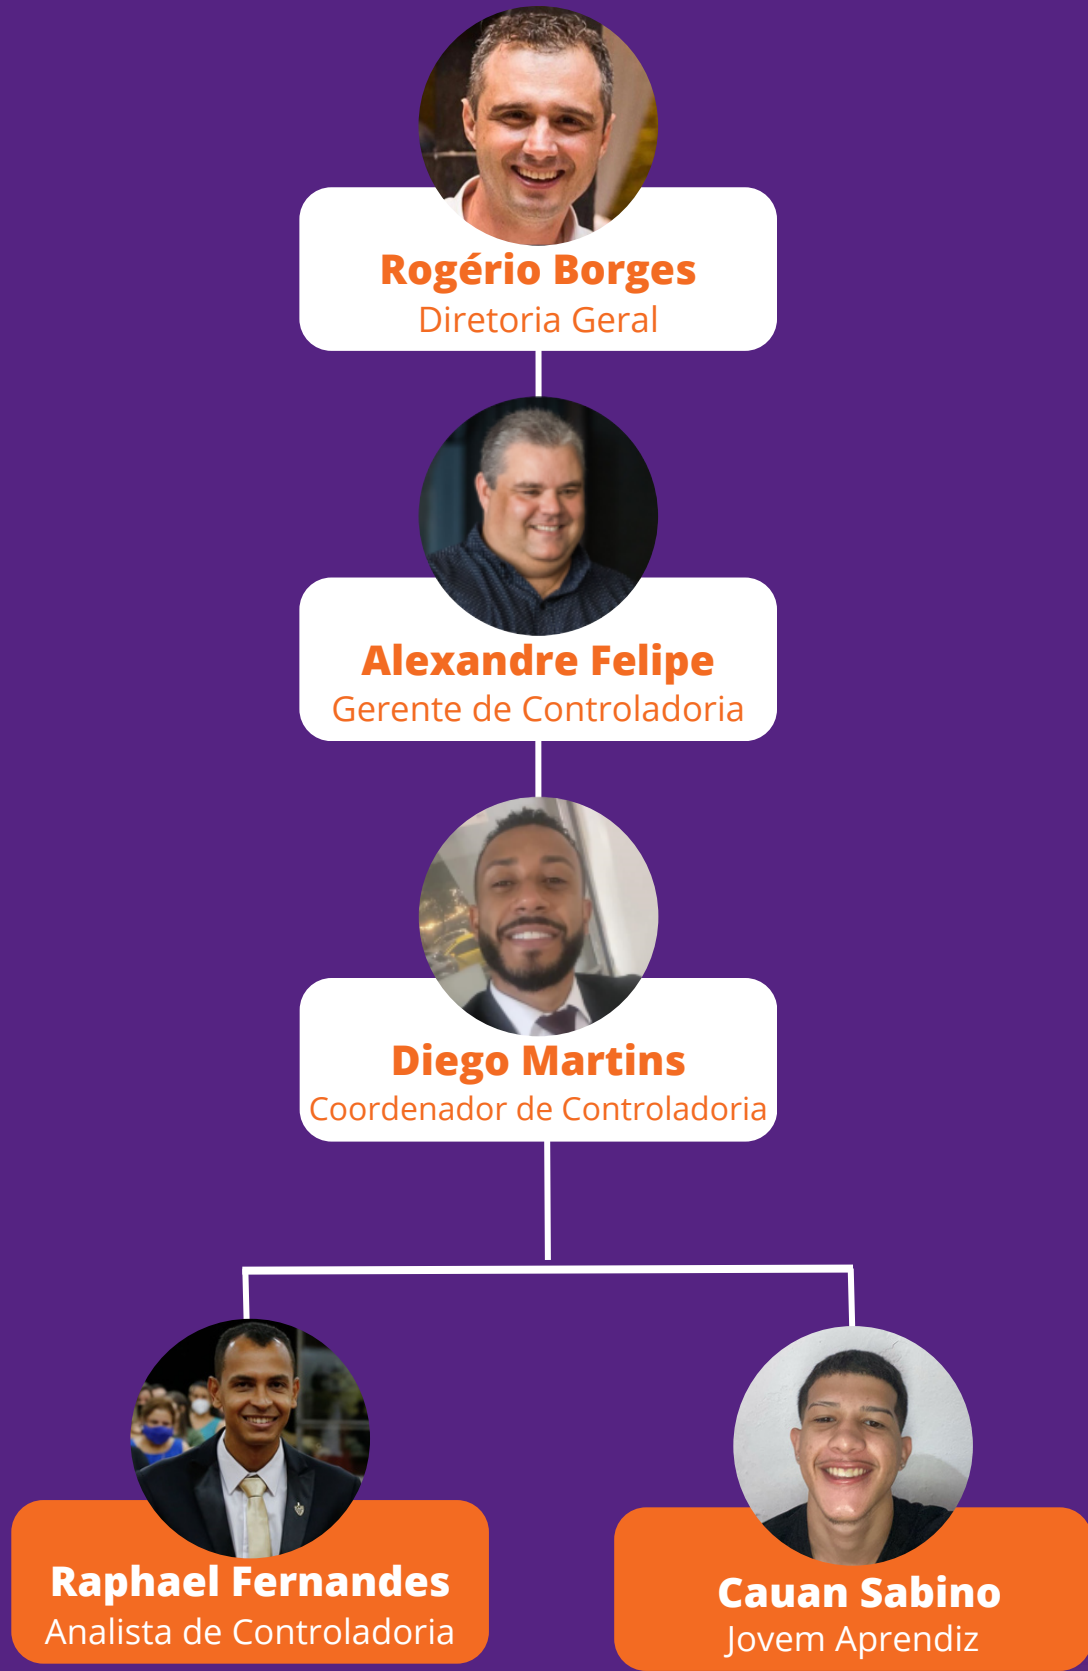 Rogério Borges
Diretoria Geral
Alexandre Felipe
Gerente de Controladoria
Diego Martins
Coordenador de Controladoria
Raphael Fernandes
Analista de Controladoria
Cauan Sabino
Jovem Aprendiz